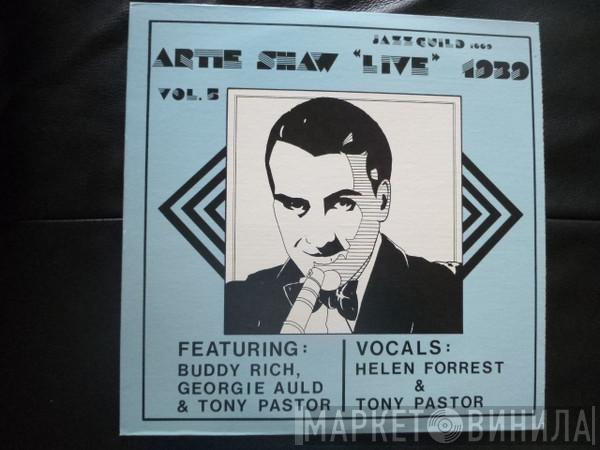 JAZZ GUILD 1009
ARTIE SHAW "LIVE" 1939
VOL. 5
FEATURING:
BUDDY RICH,
GEORGIE AULD
& TONY PASTOR
VOCALS:
HELEN FORREST
&
TONY PASTOR
МАРКЕТ ВИНИЛА